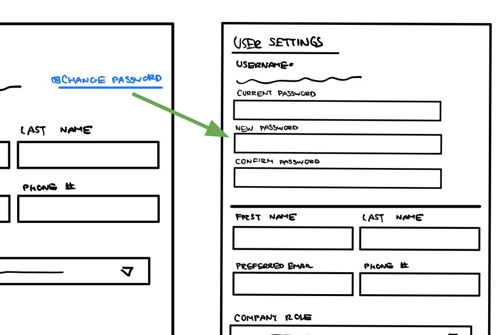 CHANGE PASSWORD
LAST NAME
PHONE #
USER SETTINGS
USERNAME*
CURRENT PASSWORD
NEW PASSWORD
CONFIRM PASSWORD
FIRST NAME LAST NAME
PREFERRED EMAIL PHONE #
COMPANY ROLE